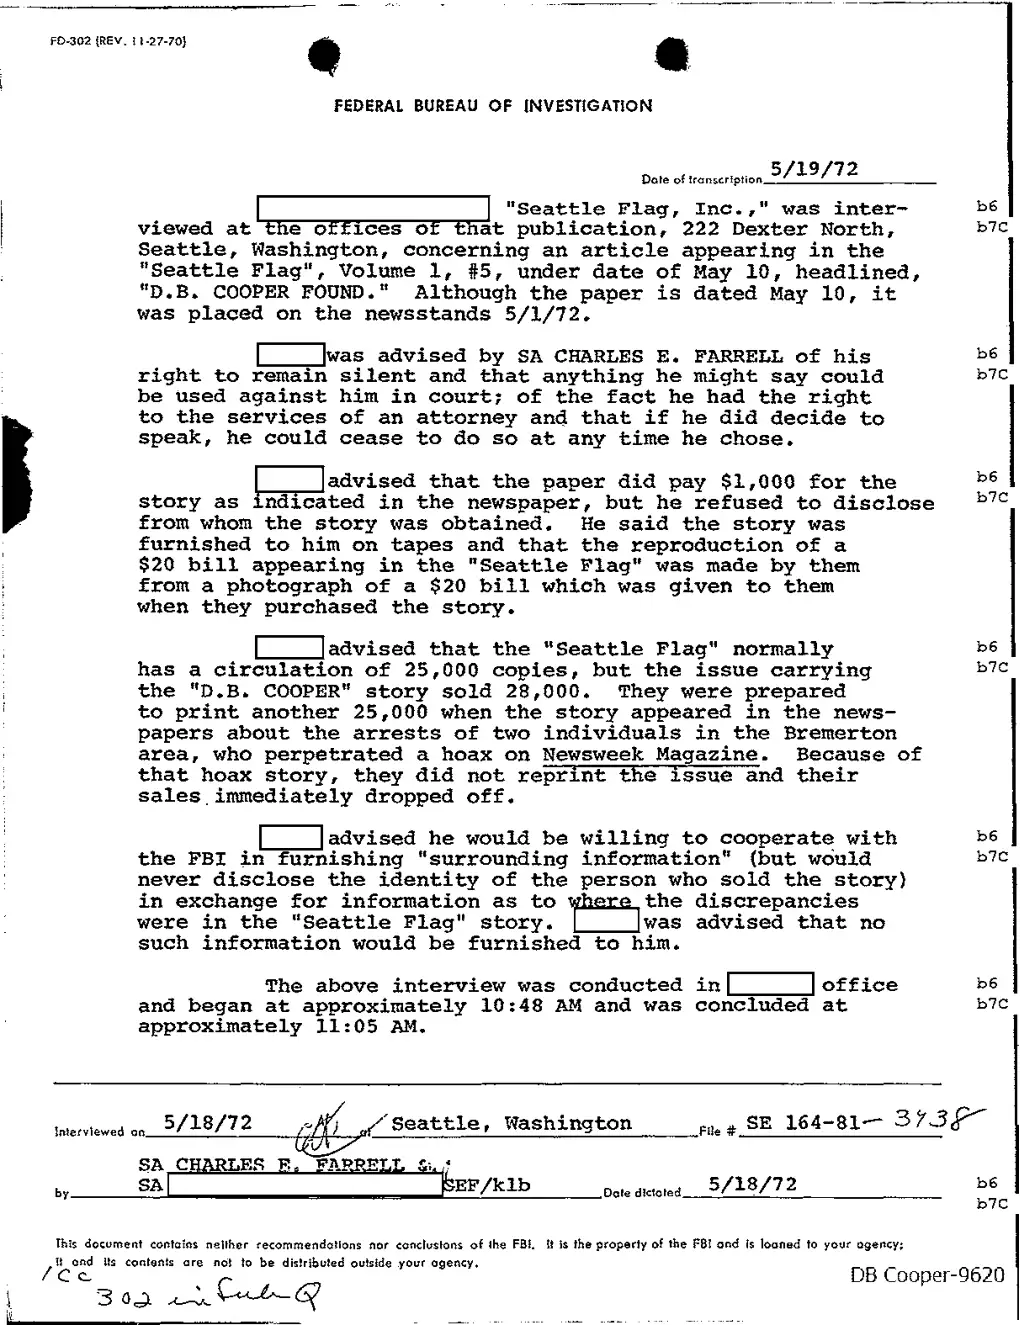 FD-302 (REV. 11-27-70)
FEDERAL BUREAU OF INVESTIGATION
Date of transcription 5/19/72
"Seattle Flag, Inc.," was inter- b6
viewed at the offices of that publication, 222 Dexter North, b7C
Seattle, Washington, concerning an article appearing in the
"Seattle Flag", Volume 1, #5, under date of May 10, headlined,
"D.B. COOPER FOUND." Although the paper is dated May 10, it
was placed on the newsstands 5/1/72.
was advised by SA CHARLES E. FARRELL of his b6
right to remain silent and that anything he might say could b7C
be used against him in court; of the fact he had the right
to the services of an attorney and that if he did decide to
speak, he could cease to do so at any time he chose.
advised that the paper did pay $1,000 for the b6
story as indicated in the newspaper, but he refused to disclose b7C
from whom the story was obtained. He said the story was
furnished to him on tapes and that the reproduction of a
$20 bill appearing in the "Seattle Flag" was made by them
from a photograph of a $20 bill which was given to them
when they purchased the story.
advised that the "Seattle Flag" normally b6
has a circulation of 25,000 copies, but the issue carrying b7C
the "D.B. COOPER" story sold 28,000. They were prepared
to print another 25,000 when the story appeared in the news-
papers about the arrests of two individuals in the Bremerton
area, who perpetrated a hoax on Newsweek Magazine. Because of
that hoax story, they did not reprint the issue and their
sales immediately dropped off.
advised he would be willing to cooperate with b6
the FBI in furnishing "surrounding information" (but would b7C
never disclose the identity of the person who sold the story)
in exchange for information as to where the discrepancies
were in the "Seattle Flag" story. was advised that no
such information would be furnished to him.
The above interview was conducted in office b6
and began at approximately 10:48 AM and was concluded at b7C
approximately 11:05 AM.
Interviewed on 5/18/72 at Seattle, Washington File # SE 164-81- 3938
SA CHARLES E. FARRELL &
by SA SEF/klb Date dictated 5/18/72 b6
b7C
This document contains neither recommendations nor conclusions of the FBI. It is the property of the FBI and is loaned to your agency;
it and its contents are not to be distributed outside your agency.
1 CC
DB Cooper-9620
302 in Sub Q